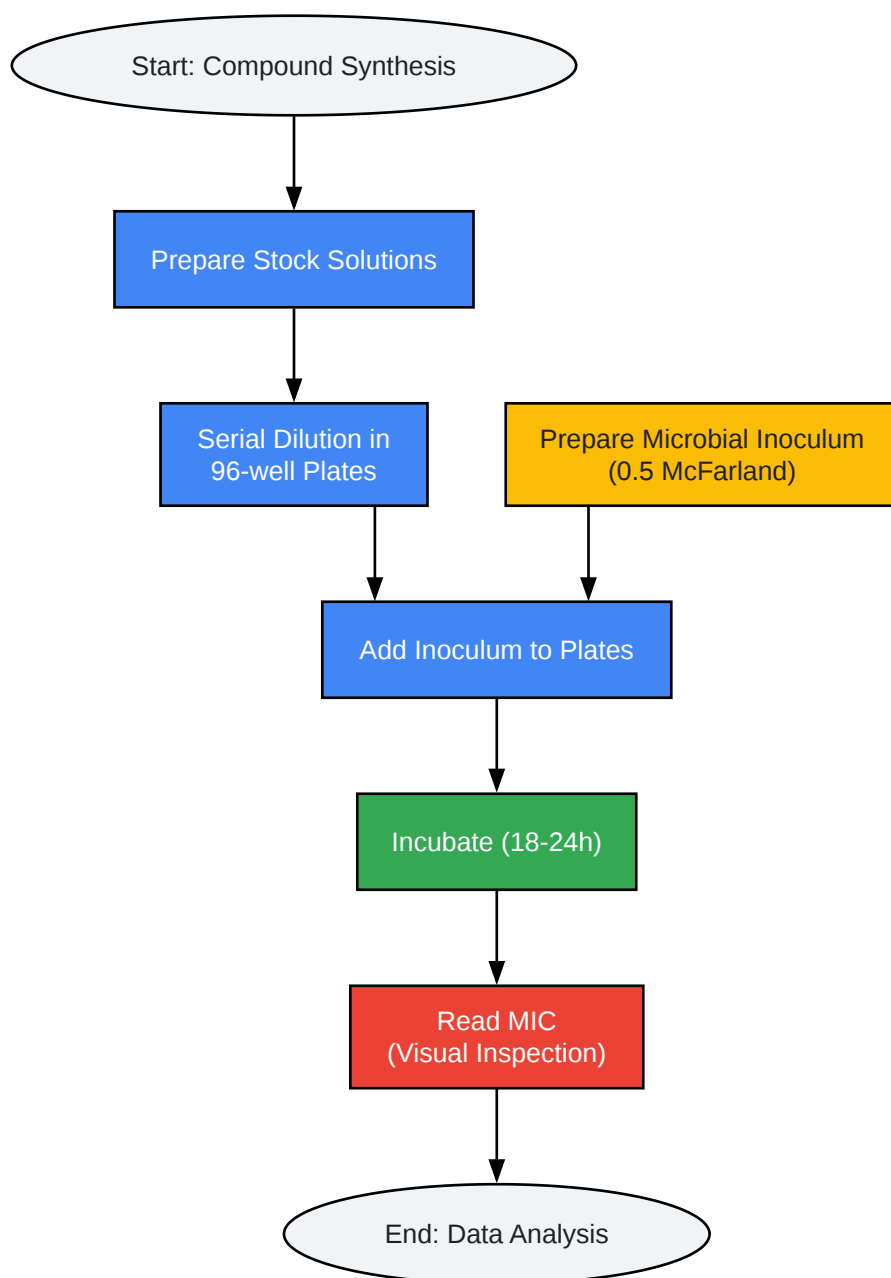 Start: Compound Synthesis
Prepare Stock Solutions
Serial Dilution in
96-well Plates
Prepare Microbial Inoculum
(0.5 McFarland)
Add Inoculum to Plates
Incubate (18-24h)
Read MIC
(Visual Inspection)
End: Data Analysis